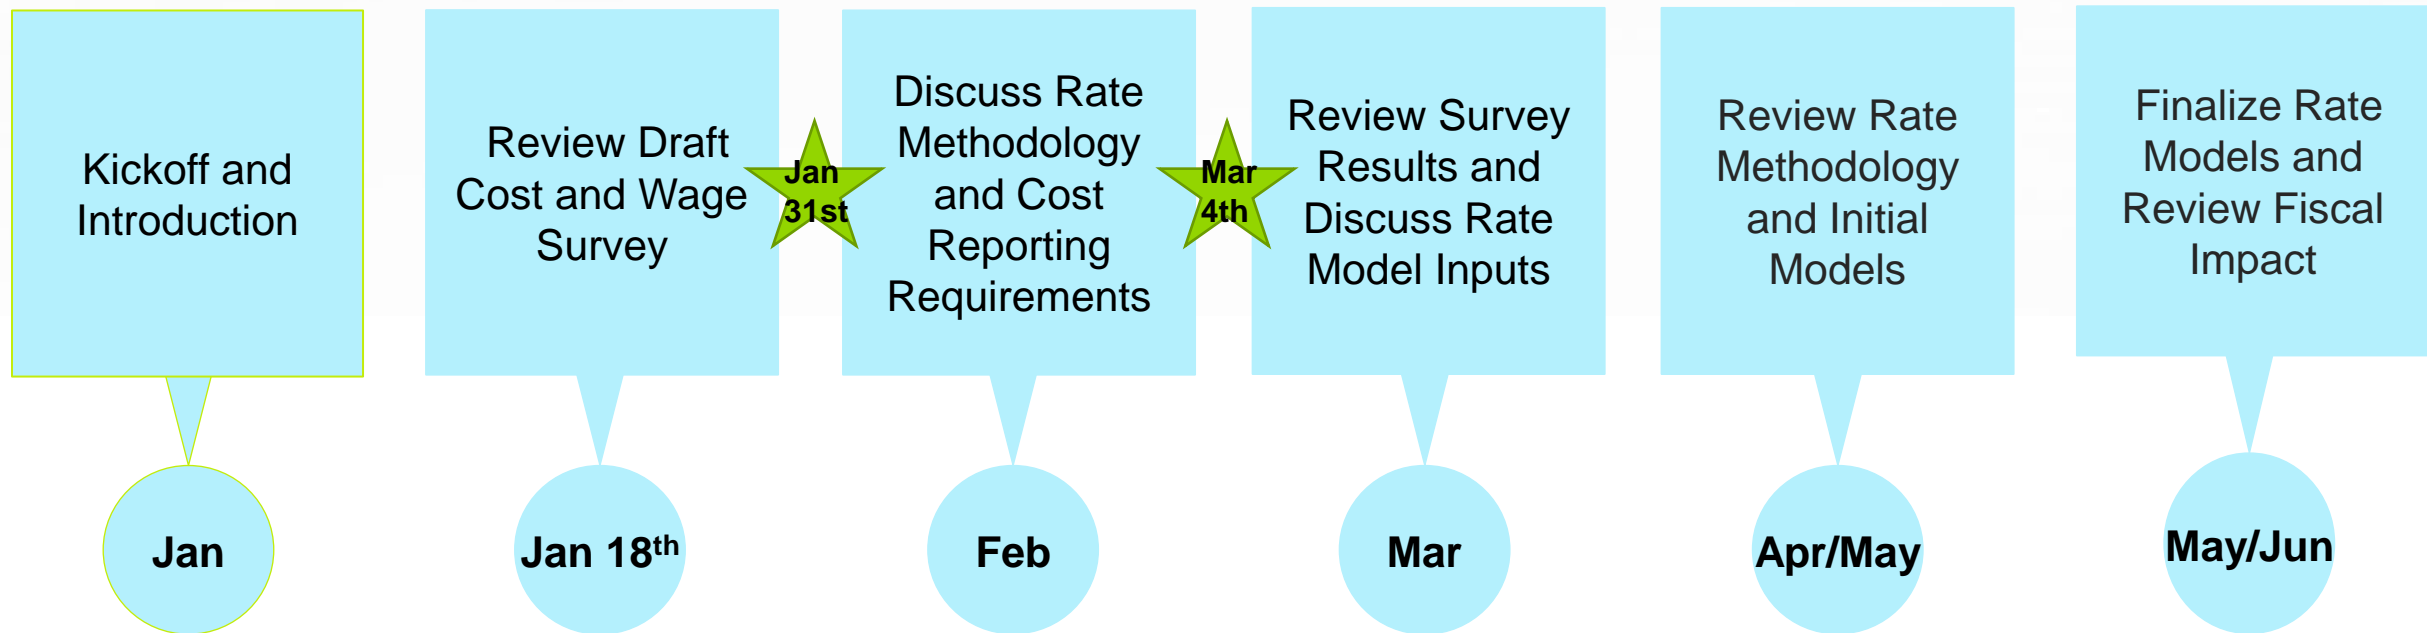 Kickoff and
Introduction
Review Draft
Cost and Wage
Survey
Jan
31st
Discuss Rate
Methodology
and Cost
Reporting
Requirements
Mar
4th
Review Survey
Results and
Discuss Rate
Model Inputs
Review Rate
Methodology
and Initial
Models
Finalize Rate
Models and
Review Fiscal
Impact
Jan
Jan 18th
Feb
Mar
Apr/May
May/Jun